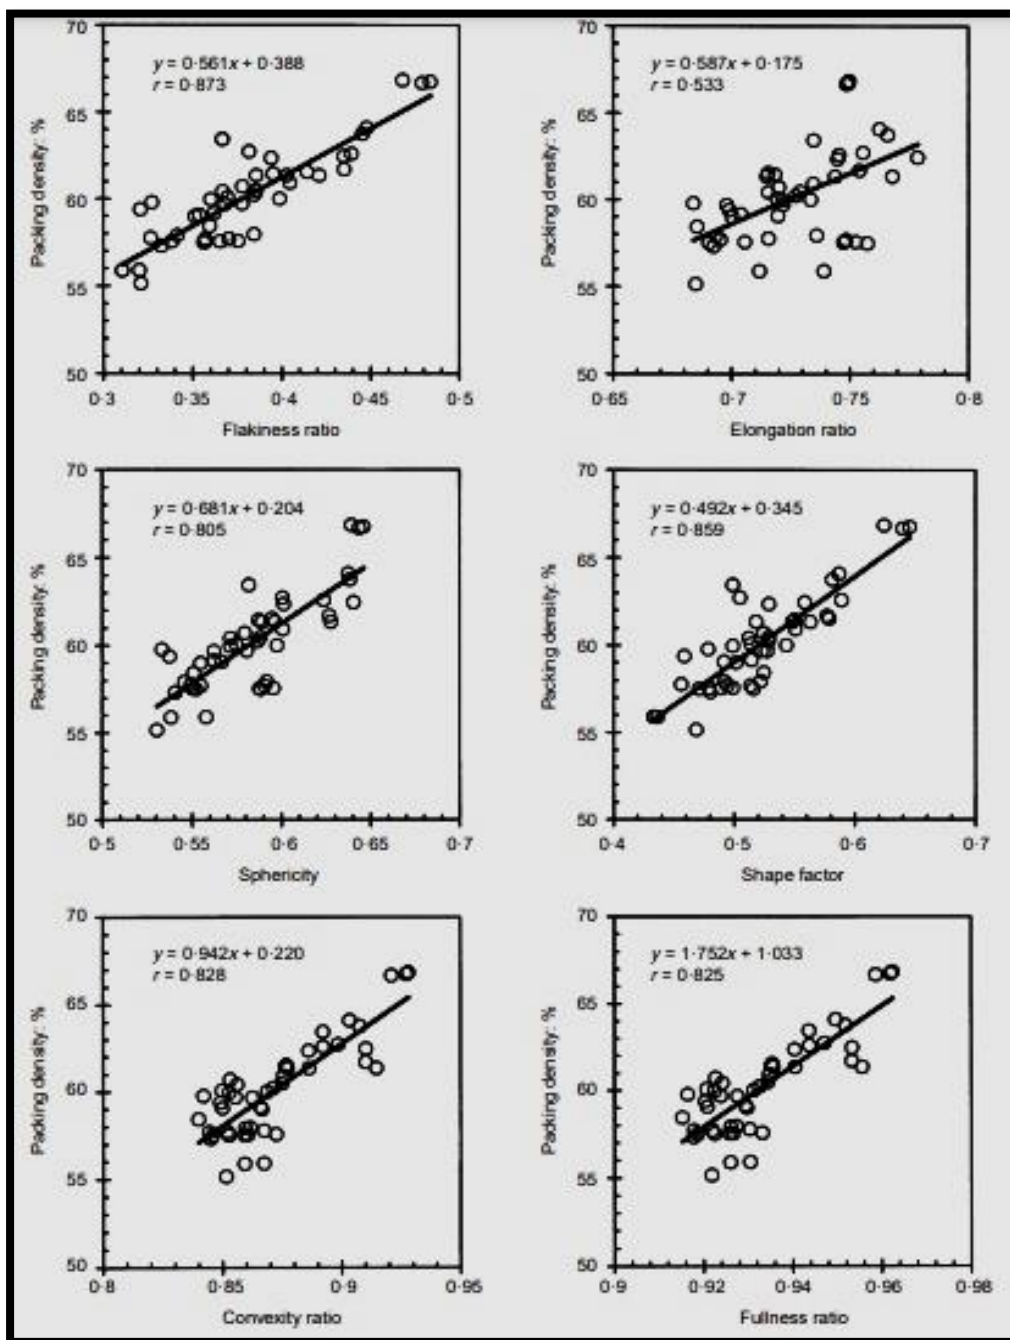 y = 0·561x + 0·388
r = 0·873
Packing density: %
70
65
60
55
50
0·3
0·35
0·4
0·45
0·5
Flakiness ratio
y = 0·587x + 0·175
r = 0·533
Packing density: %
70
65
60
55
50
0·65
0·7
0·75
0·8
Elongation ratio
y = 0·681x + 0·204
r = 0·805
Packing density: %
70
65
60
55
50
0·5
0·55
0·6
0·65
0·7
Sphericity
y = 0·492x + 0·345
r = 0·859
Packing density: %
70
65
60
55
50
0·4
0·5
0·6
0·7
Shape factor
y = 0·942x + 0·220
r = 0·828
Packing density: %
70
65
60
55
50
0·8
0·85
0·9
0·95
Convexity ratio
y = 1·752x + 1·033
r = 0·825
Packing density: %
70
65
60
55
50
0·9
0·92
0·94
0·96
0·98
Fullness ratio